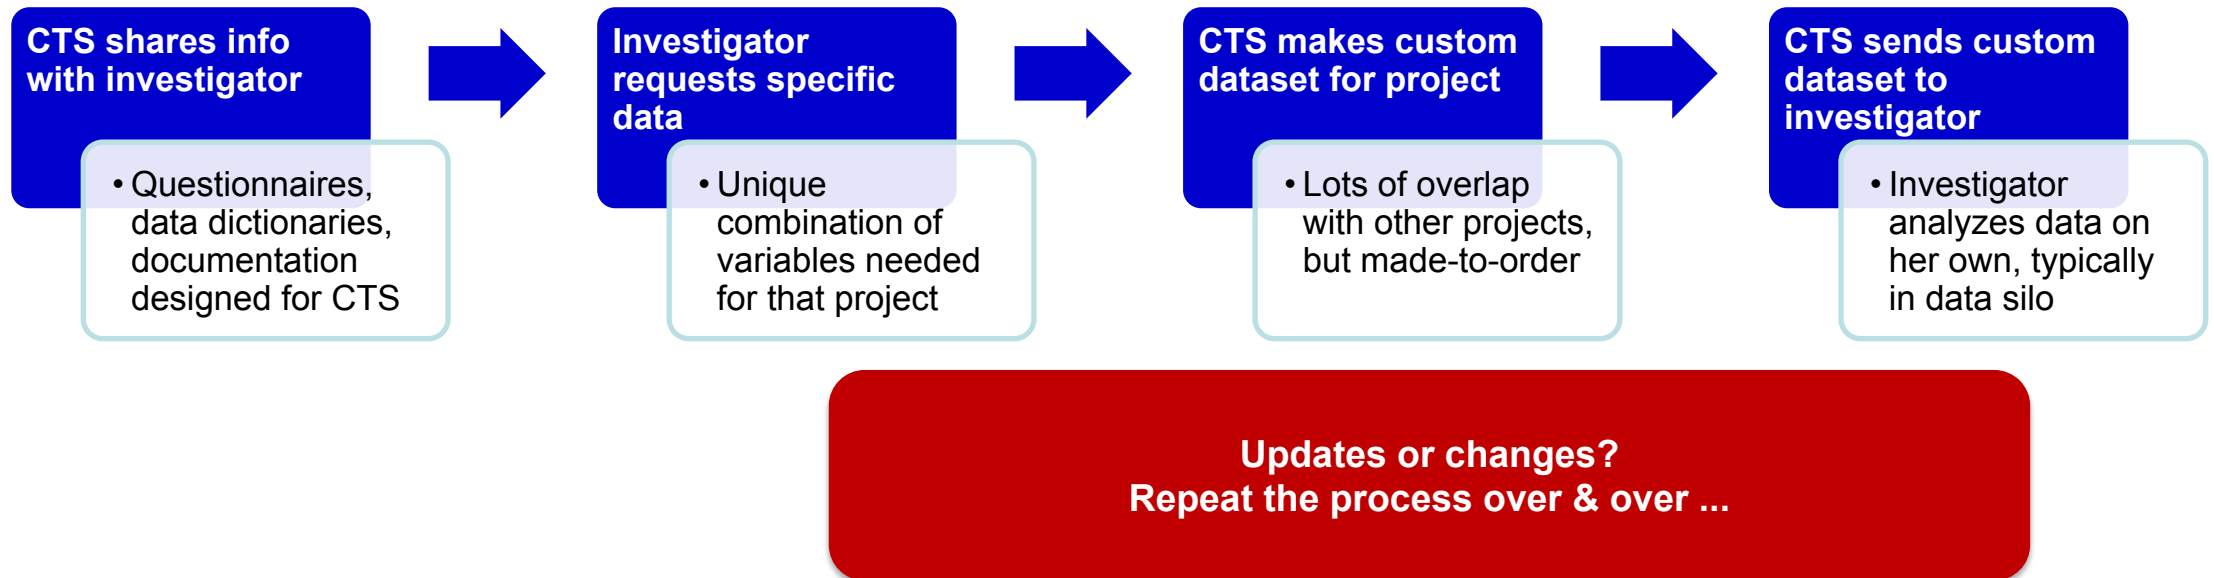 CTS shares info
with investigator
• Questionnaires,
data dictionaries,
documentation
designed for CTS
Investigator
requests specific
data
• Unique
combination of
variables needed
for that project
CTS makes custom
dataset for project
• Lots of overlap
with other projects,
but made-to-order
CTS sends custom
dataset to
investigator
• Investigator
analyzes data on
her own, typically
in data silo
Updates or changes?
Repeat the process over & over ...